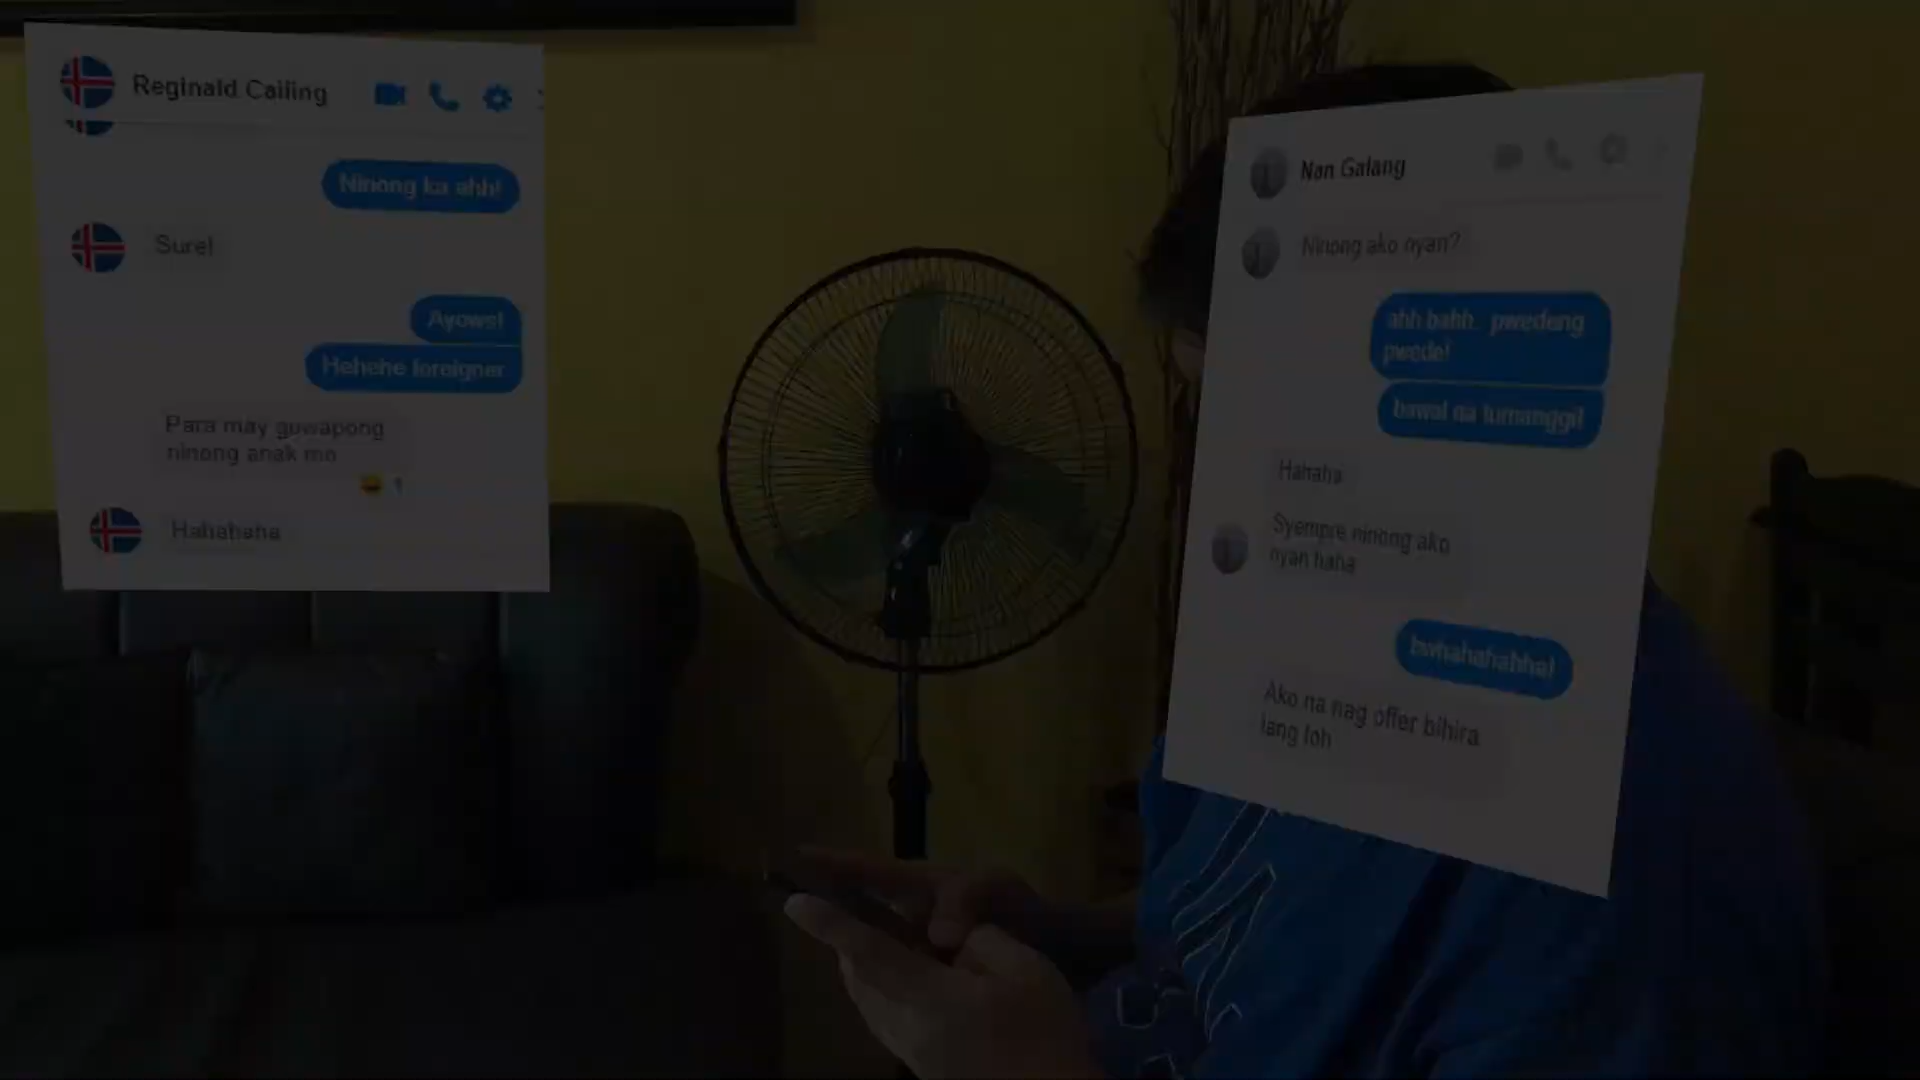 Reginald Cailing
Ninong ka ahh!
Sure!
Ayows!
Hehehe foreigner
Para may guwapong
ninong anak mo
1
Hahahaha
Nan Galang
Ninong ako nyan?
ahh bahh.. pwedeng
pwede!
bawal na tumanggi!
Hahaha
Syempre ninong ako
nyan haha
bwhahahahha!
Ako na nag offer bihira
lang toh